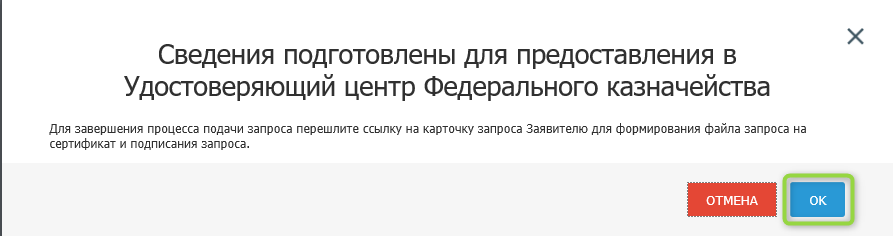 Сведения подготовлены для предоставления в
Удостоверяющий центр Федерального казначейства
Для завершения процесса подачи запроса перешлите ссылку на карточку запроса Заявителю для формирования файла запроса на
сертификат и подписания запроса.
ОТМЕНА
ОК